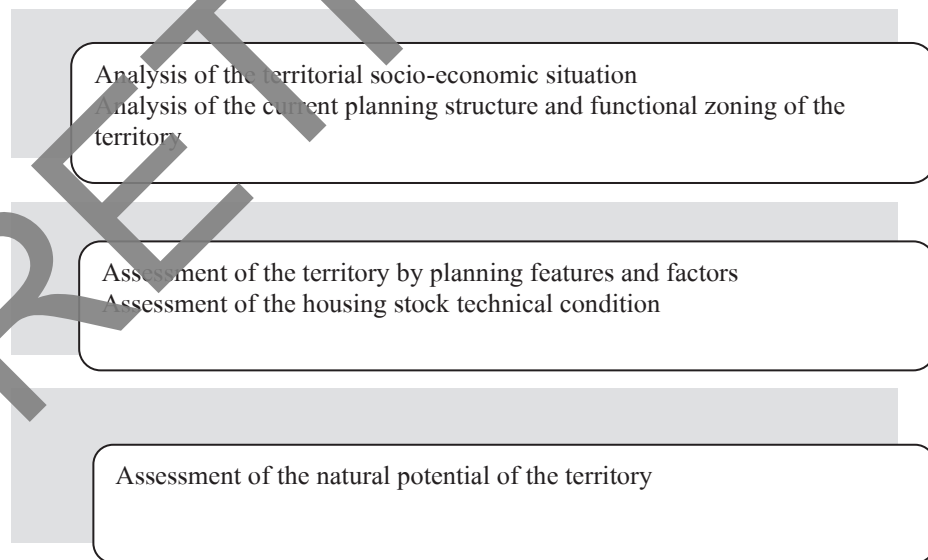 Analysis of the territorial socio-economic situation
Analysis of the current planning structure and functional zoning of the
territory
Assessment of the territory by planning features and factors
Assessment of the housing stock technical condition
Assessment of the natural potential of the territory